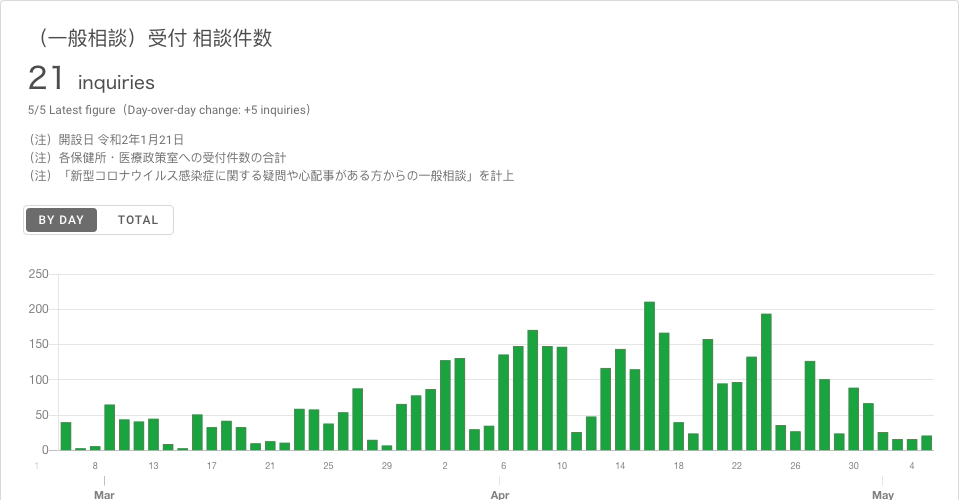 （一般相談）受付 相談件数
21 inquiries
5/5 Latest figure（Day-over-day change: +5 inquiries）
（注）開設日 令和2年1月21日
（注）各保健所・医療政策室への受付件数の合計
（注）「新型コロナウイルス感染症に関する疑問や心配事がある方からの一般相談」を計上
BY DAY TOTAL
250
200
150
100
50
0
1 8 13 17 21 25 29 2 6 10 14 18 22 26 30 4
Mar Apr May